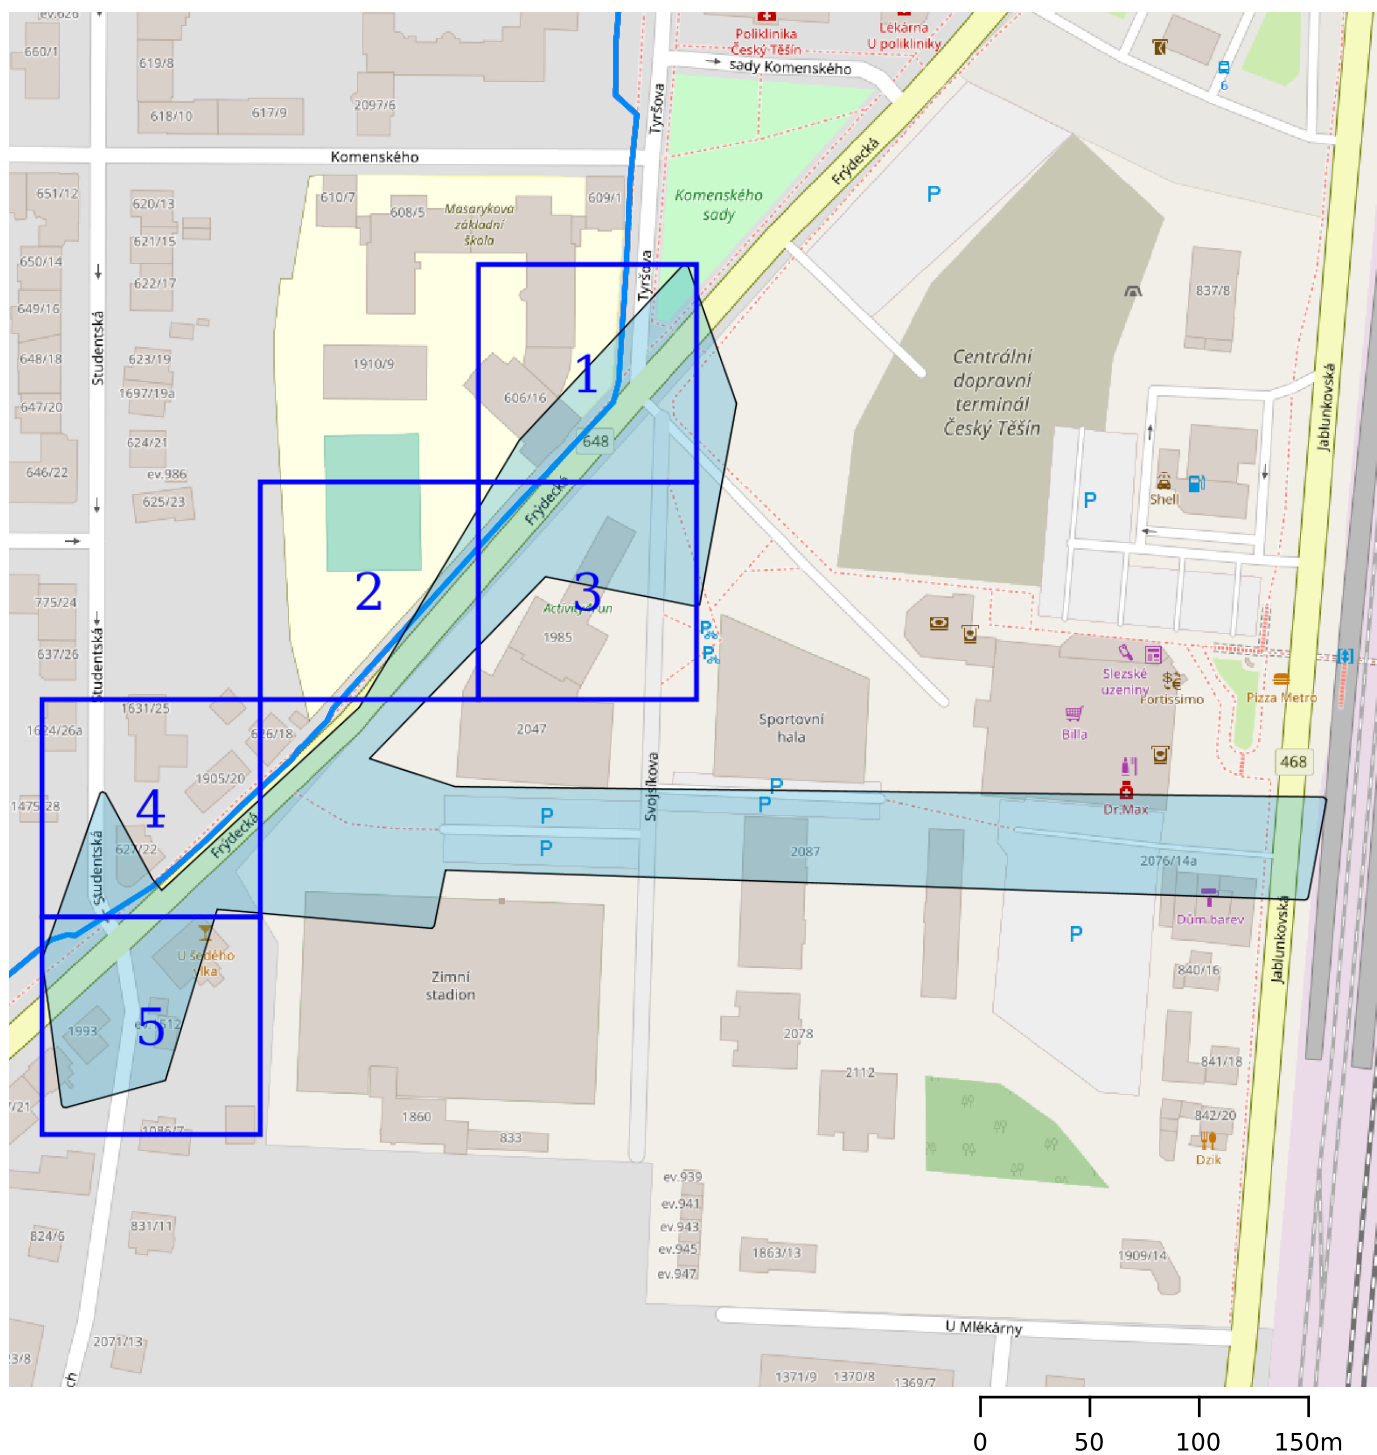 ev.626
660/1
619/8
618/10
617/9
2097/6
Poliklinika
Český Těšín
Lékárna
U polikliniky
sady Komenského
6
Tyršova
Komenského
Frýdecká
P
651/12
620/13
610/7
608/5
Masarykova
základní
škola
609/1
Komenského
sady
621/15
650/14
622/17
Tyršova
837/8
649/16
Studentská
648/18
623/19
1697/19a
1910/9
1
606/16
Centrální
dopravní
terminál
Český Těšín
Jablunkovská
647/20
624/21
648
646/22
ev.986
625/23
Frýdecká
P
Shell
775/24
2
3
Activity4run
637/26
Studentská
1985
P
P
Slezské
uzeniny
Fortissimo
Pizza Metro
1624/26a
1631/25
626/18
2047
Sportovní
hala
Billa
468
1905/20
Svojsíkova
P
P
Dr.Max
1475/28
4
P
627/22
Frýdecká
Studentská
P
2087
2076/14a
Dům barev
Jablunkovská
U šedého
vlka
P
Zimní
stadion
840/16
1993
5
2078
841/18
2112
1860
833
842/20
1086/7
Dzik
ev.939
ev.941
824/6
831/11
ev.943
ev.945
1863/13
1909/14
ev.947
U Mlékárny
2071/13
1371/9
1370/8
1369/7
0
50
100
150m